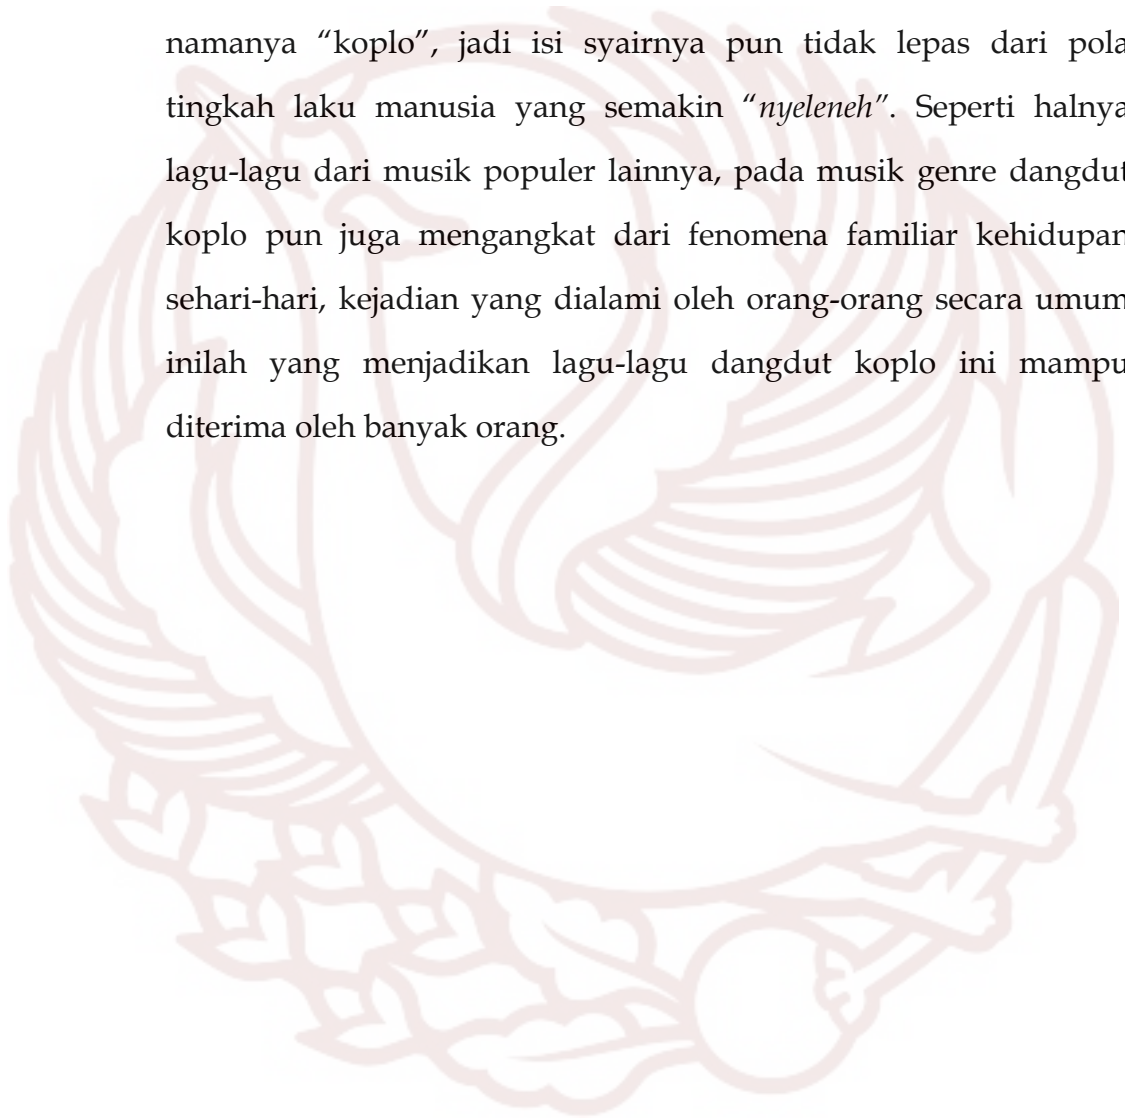 namanya “koplo”, jadi isi syairnya pun tidak lepas dari pola
tingkah laku manusia yang semakin “nyeleneh”. Seperti halnya
lagu-lagu dari musik populer lainnya, pada musik genre dangdut
koplo pun juga mengangkat dari fenomena familiar kehidupan
sehari-hari, kejadian yang dialami oleh orang-orang secara umum
inilah yang menjadikan lagu-lagu dangdut koplo ini mampu
diterima oleh banyak orang.